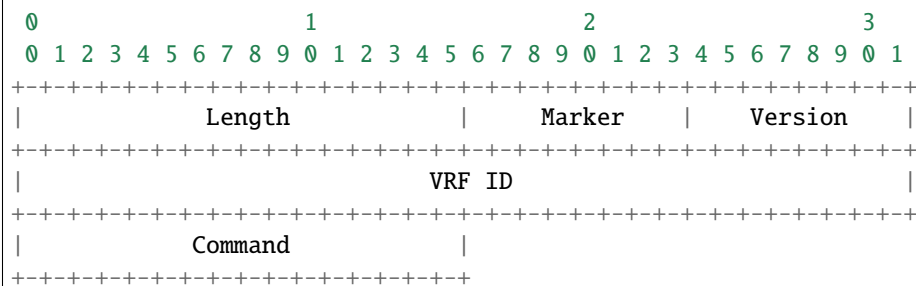 0                   1                   2                   3
 0 1 2 3 4 5 6 7 8 9 0 1 2 3 4 5 6 7 8 9 0 1 2 3 4 5 6 7 8 9 0 1
+-+-+-+-+-+-+-+-+-+-+-+-+-+-+-+-+-+-+-+-+-+-+-+-+-+-+-+-+-+-+-+-+
|             Length            |     Marker    |    Version    |
+-+-+-+-+-+-+-+-+-+-+-+-+-+-+-+-+-+-+-+-+-+-+-+-+-+-+-+-+-+-+-+-+
|                             VRF ID                            |
+-+-+-+-+-+-+-+-+-+-+-+-+-+-+-+-+-+-+-+-+-+-+-+-+-+-+-+-+-+-+-+-+
|            Command            |
+-+-+-+-+-+-+-+-+-+-+-+-+-+-+-+-+